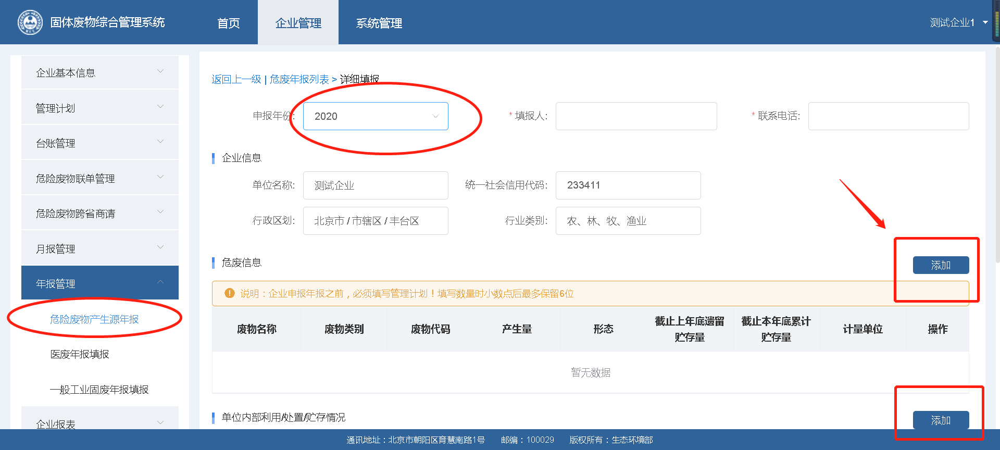 固体废物综合管理系统
首页
企业管理
系统管理
测试企业1
企业基本信息
管理计划
台账管理
危险废物联单管理
危险废物跨省商请
月报管理
年报管理
危险废物产生源年报
医废年报填报
一般工业固废年报填报
企业报表
返回上一级 | 危废年报列表 > 详细填报
申报年份: 2020
* 填报人:
* 联系电话:
企业信息
单位名称: 测试企业
统一社会信用代码: 233411
行政区划: 北京市 / 市辖区 / 丰台区
行业类别: 农、林、牧、渔业
危废信息
添加
说明：企业申报年报之前，必须填写管理计划！填写数量时小数点后最多保留6位
废物名称 废物类别 废物代码 产生量 形态 截止上年底遗留贮存量 截止本年底累计贮存量 计量单位 操作
暂无数据
单位内部利用/处置/贮存情况
添加
通讯地址：北京市朝阳区育慧南路1号 邮编：100029 版权所有：生态环境部